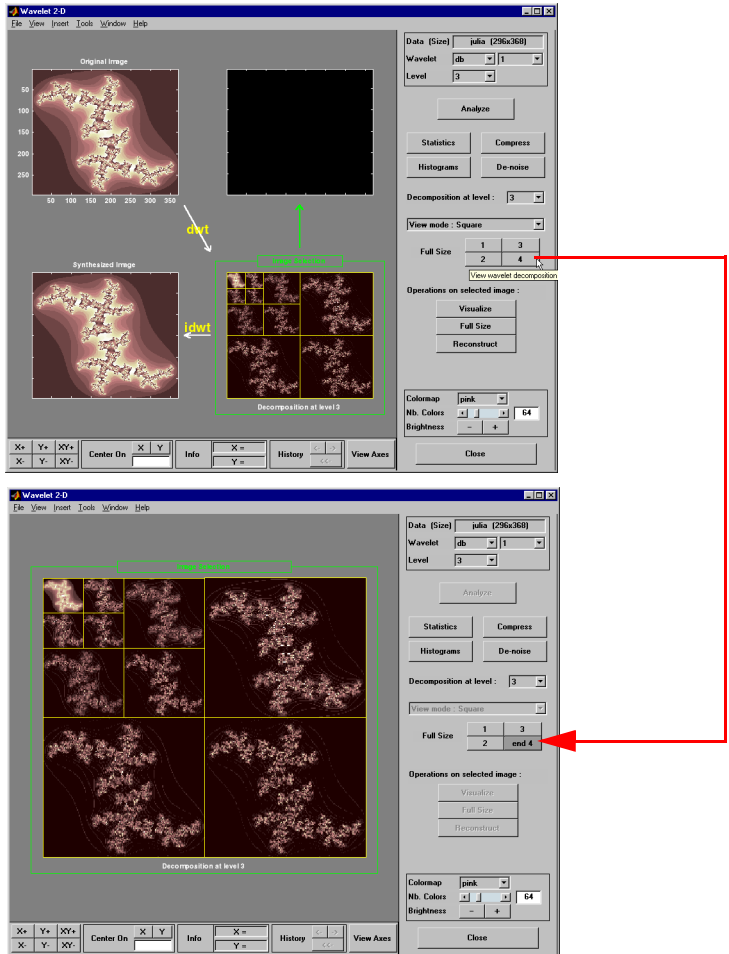 Wavelet 2-D
File View Insert Tools Window Help
Original Image
50
100
150
200
250
50 100 150 200 250 300 350
dwt
Image Selection
Synthesized Image
idwt
Decomposition at level 3
Data (Size) julia (296x368)
Wavelet db 1
Level 3
Analyze
Statistics Compress
Histograms De-noise
Decomposition at level : 3
View mode : Square
Full Size 1 3
2 4
View wavelet decomposition
Operations on selected image :
Visualize
Full Size
Reconstruct
Colormap pink
Nb. Colors 64
Brightness - +
Close
X+ Y+ XY+
X- Y- XY-
Center On X Y
Info X =
Y =
History <- ->
<<-
View Axes
Wavelet 2-D
File View Insert Tools Window Help
Image Selection
Decomposition at level 3
Data (Size) julia (296x368)
Wavelet db 1
Level 3
Analyze
Statistics Compress
Histograms De-noise
Decomposition at level : 3
View mode : Square
Full Size 1 3
2 end 4
Operations on selected image :
Visualize
Full Size
Reconstruct
Colormap pink
Nb. Colors 64
Brightness - +
Close
X+ Y+ XY+
X- Y- XY-
Center On X Y
Info X =
Y =
History <- ->
<<-
View Axes